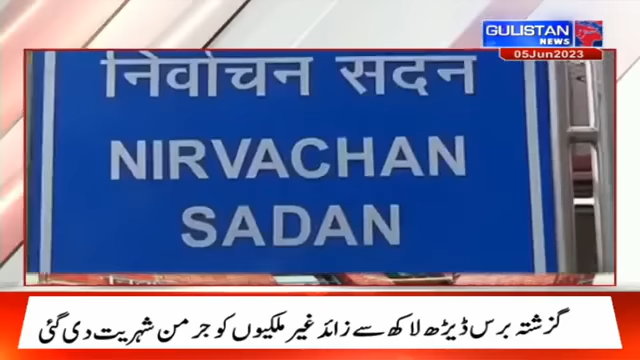 GULISTAN
NEWS
05Jun2023
निर्वाचन सदन
NIRVACHAN
SADAN
گزشتہ برس ڈیڑھ لاکھ سے زائد غیر ملکیوں کو جرمن شہریت دی گئی